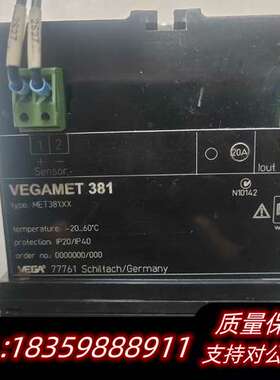 1 2
+ -
Sensor
20A
Iout
VEGAMET 381
type: MET381XX
N10142
temperature: -20...60°C
protection: IP20/IP40
order no.: 0000000/000
VEGA 77761 Schiltach/Germany
质量保
:18359888911
支持对公